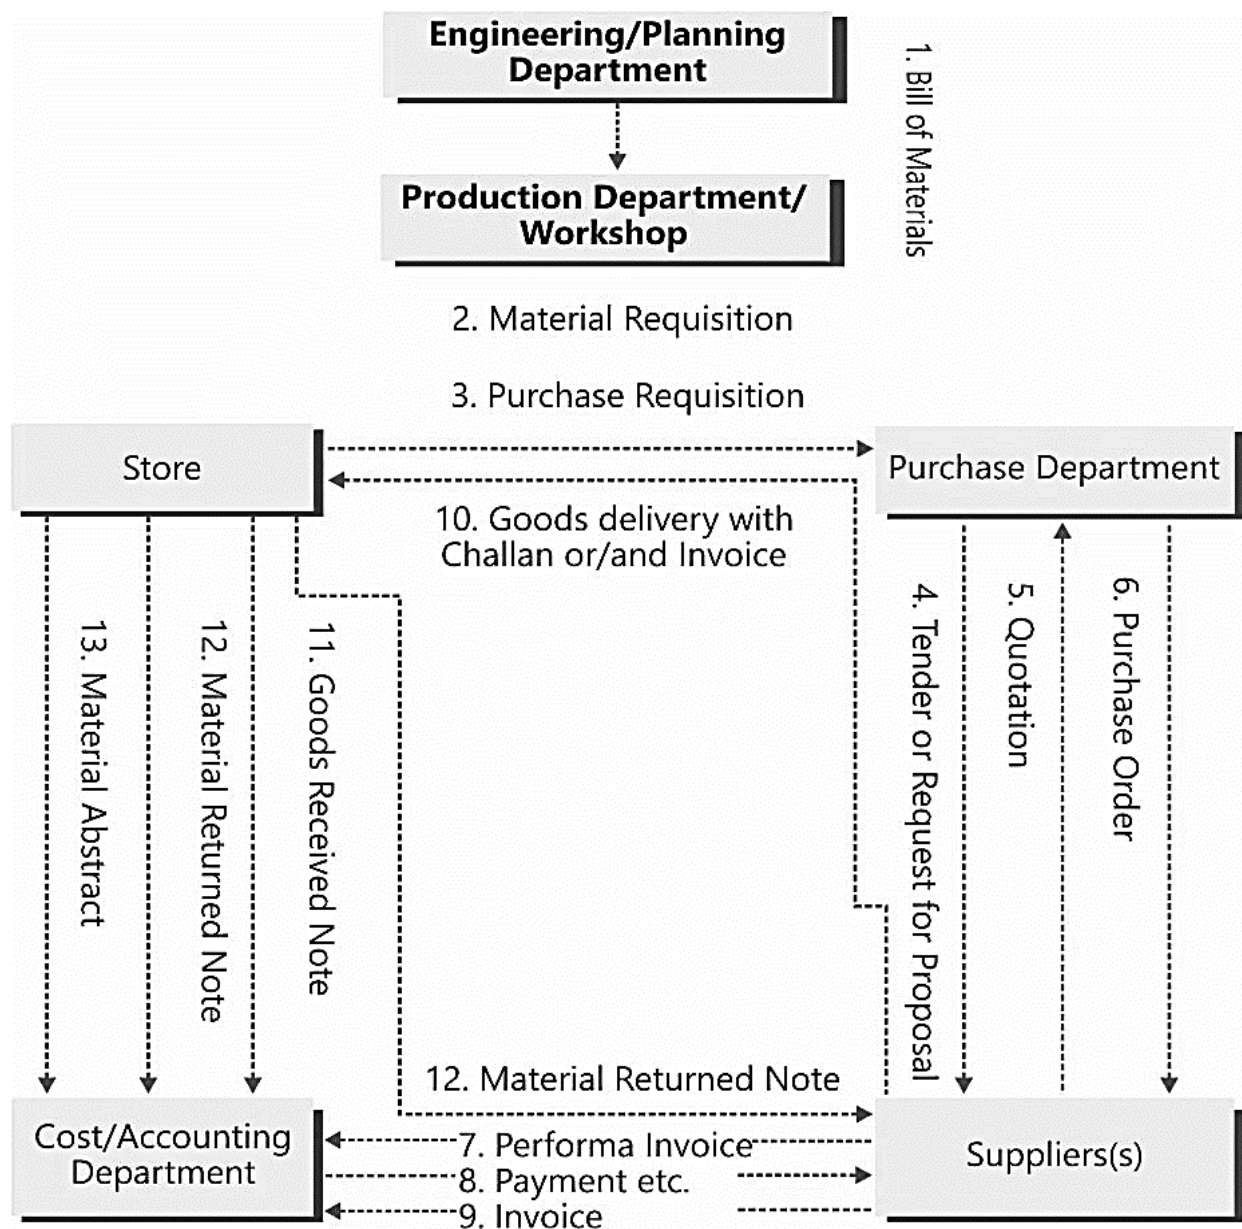 Engineering/Planning
Department
1. Bill of Materials
Production Department/
Workshop
2. Material Requisition
3. Purchase Requisition
Store
Purchase Department
10. Goods delivery with
Challan or/and Invoice
13. Material Abstract
12. Material Returned Note
11. Goods Received Note
4. Tender or Request for Proposal
5. Quotation
6. Purchase Order
12. Material Returned Note
Cost/Accounting
Department
7. Performa Invoice
8. Payment etc.
9. Invoice
Suppliers(s)